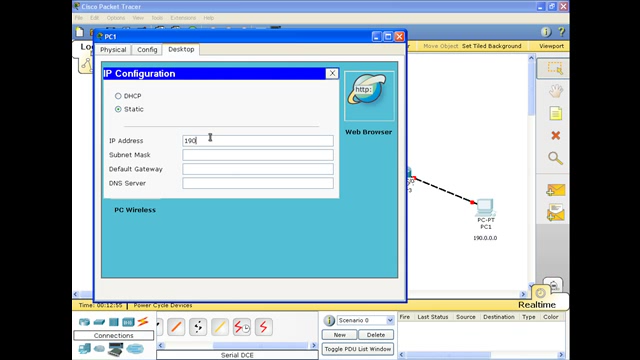 Cisco Packet Tracer
File Edit Options View Tools Extensions Help
PC1
Physical Config Desktop
Move Object Set Tiled Background Viewport
IP Configuration X
DHCP
Static
http:
IP Address 190
Web Browser
Subnet Mask
Default Gateway
DNS Server
PC Wireless
PC-PT
PC1
190.0.0.0
Time: 00:12:55 Power Cycle Devices Realtime
Connections
Serial DCE
Scenario 0
New Delete
Toggle PDU List Window
Fire Last Status Source Destination Type Color